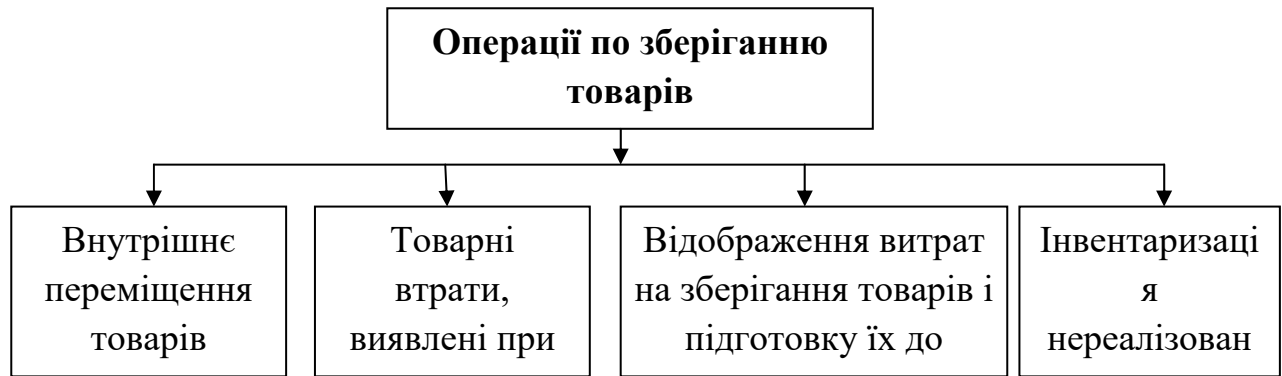 Операції по зберіганню
товарів
Внутрішнє
переміщення
товарів
Товарні
втрати,
виявлені при
Відображення витрат
на зберігання товарів і
підготовку їх до
Інвентаризаці
я
нереалізован